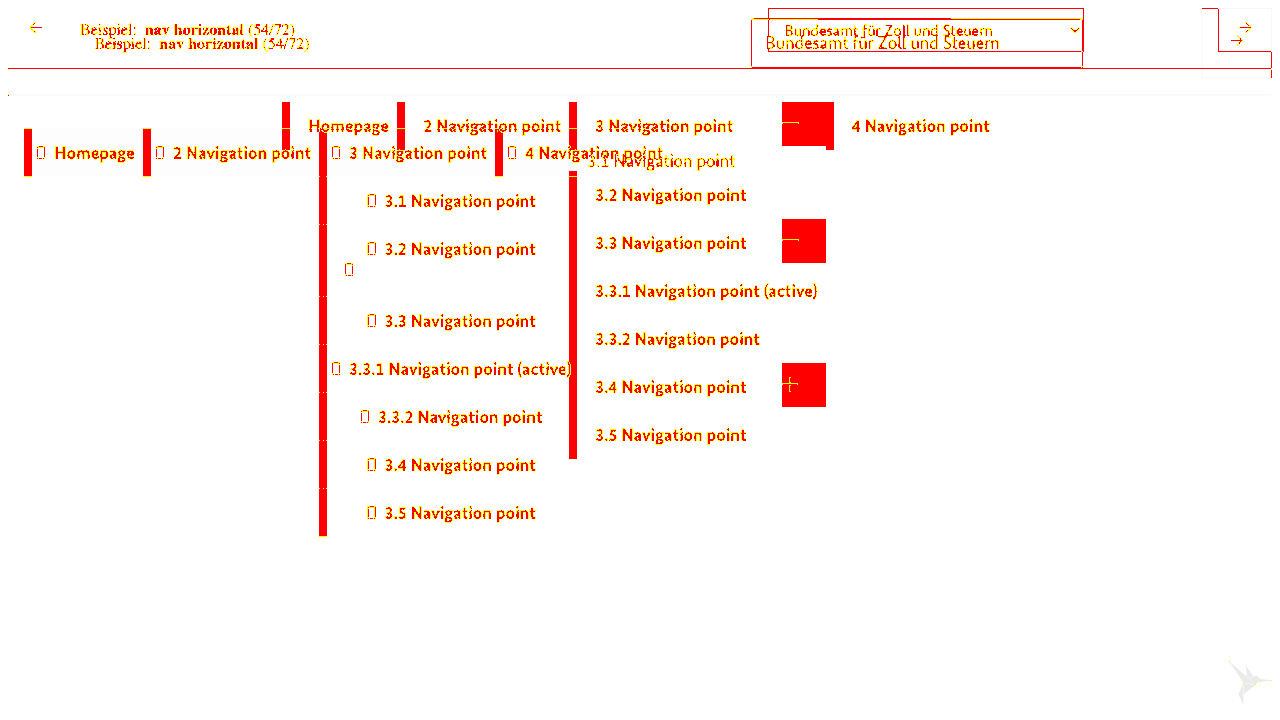 Beispiel: nav horizontal (54/72)
Beispiel: nav horizontal (54/72)
Bundesamt für Zoll und Steuern
Bundesamt für Zoll und Steuern
Homepage
2 Navigation point
3 Navigation point
4 Navigation point
Homepage
2 Navigation point
3 Navigation point
4 Navigation point
3.1 Navigation point
3.2 Navigation point
3.3 Navigation point
3.3.1 Navigation point (active)
3.3.2 Navigation point
3.4 Navigation point
3.5 Navigation point
3.1 Navigation point
3.2 Navigation point
3.3 Navigation point
3.3.1 Navigation point (active)
3.3.2 Navigation point
3.4 Navigation point
3.5 Navigation point